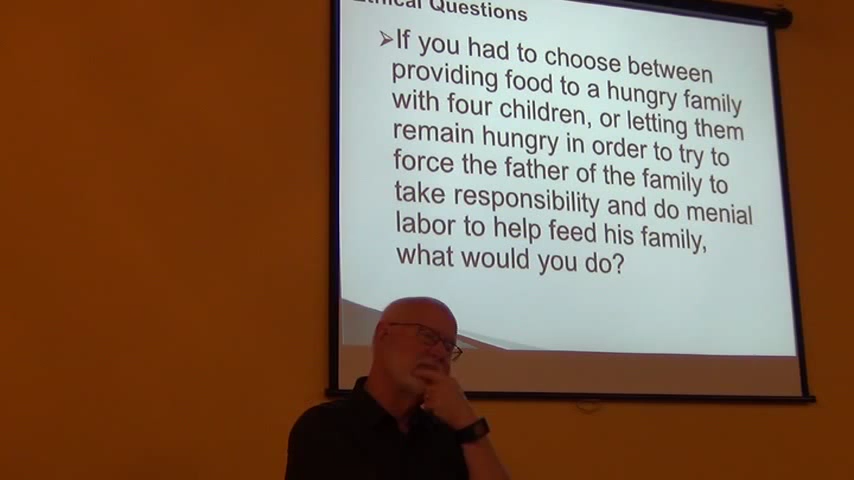 Ethical Questions
➢If you had to choose between
providing food to a hungry family
with four children, or letting them
remain hungry in order to try to
force the father of the family to
take responsibility and do menial
labor to help feed his family,
what would you do?